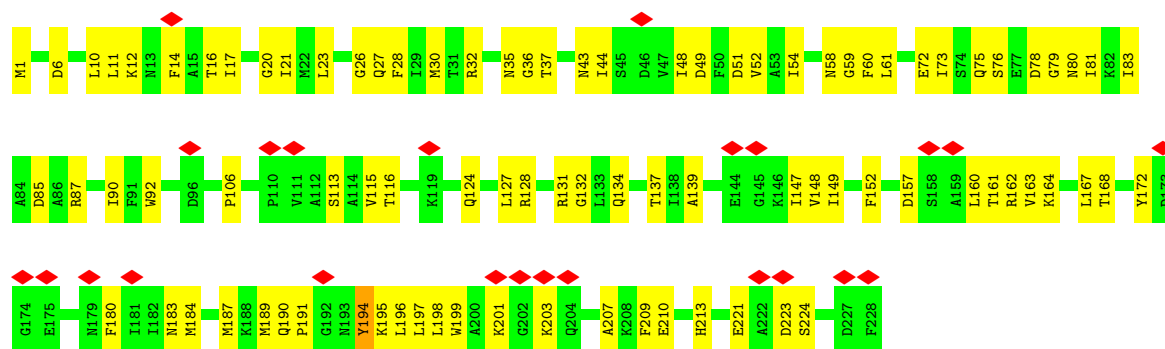 M1 D6 L10 L11 K12 N13 F14 A15 T16 I17 G20 I21 M22 L23 G26 Q27 F28 I29 M30 T31 R32 N35 G36 T37 N43 I44 S45 D46 V47 I48 D49 F50 D51 V52 A53 I54 N58 G59 F60 L61 E72 I73 S74 Q75 S76 E77 D78 G79 N80 I81 K82 I83
A84 D85 A86 R87 I90 F91 W92 D96 P106 P110 V111 A112 S113 A114 V115 T116 K119 Q124 L127 R128 R131 G132 L133 Q134 T137 I138 A139 E144 G145 K146 I147 V148 I149 F152 D157 S158 A159 L160 T161 R162 V163 K164 L167 T168 Y172
G174 E175 N179 F180 I181 I182 N183 M184 M187 K188 M189 Q190 P191 G192 N193 Y194 K195 L196 L197 L198 W199 A200 K201 G202 K203 Q204 A207 K208 F209 E210 H213 E221 A222 D223 S224 D227 F228